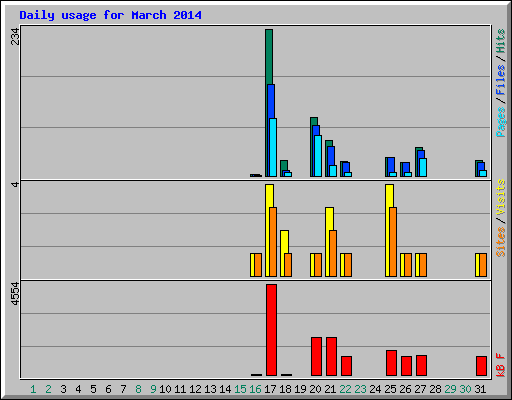 Daily usage for March 2014
234
Pages / Files / Hits
4
Sites / Visits
4554
kB F
1 2 3 4 5 6 7 8 9 10 11 12 13 14 15 16 17 18 19 20 21 22 23 24 25 26 27 28 29 30 31